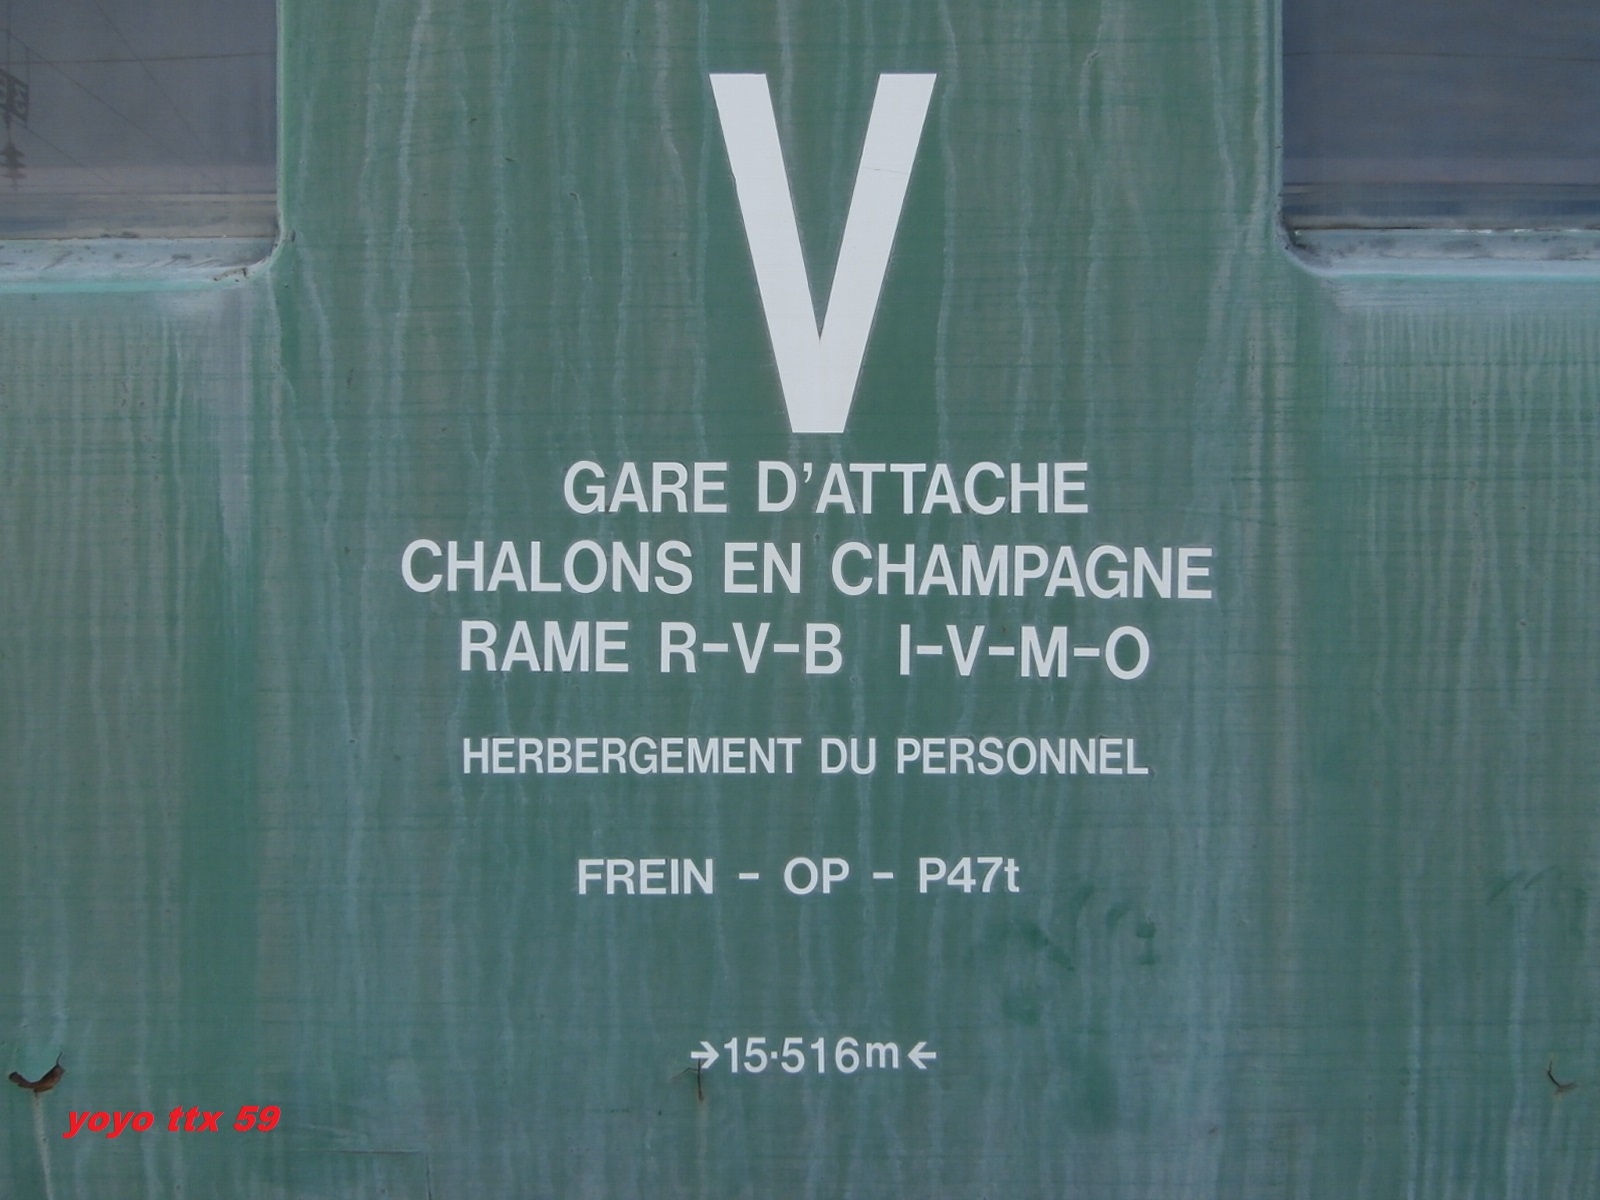 V
GARE D'ATTACHE
CHALONS EN CHAMPAGNE
RAME R-V-B I-V-M-O
HERBERGEMENT DU PERSONNEL
FREIN - OP - P47t
→15·516m←
yoyo ttx 59